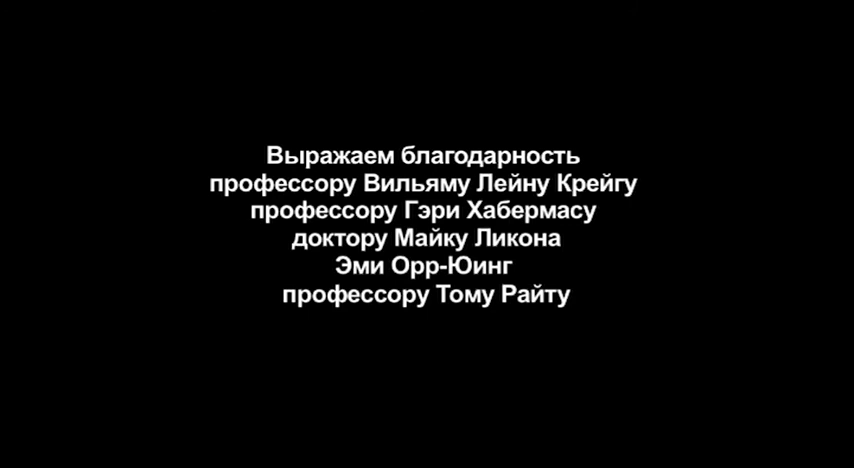 Выражаем благодарность
профессору Вильяму Лейну Крейгу
профессору Гэри Хабермасу
доктору Майку Ликона
Эми Орр-Юинг
профессору Тому Райту